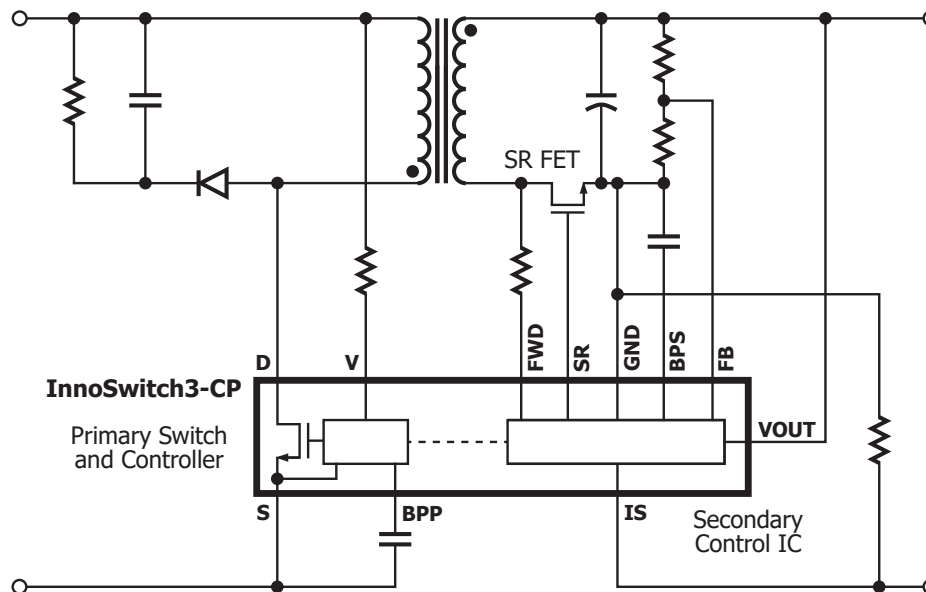 SR FET
FWD
SR
GND
BPS
FB
D
V
InnoSwitch3-CP
Primary Switch
and Controller
VOUT
S
BPP
IS
Secondary
Control IC